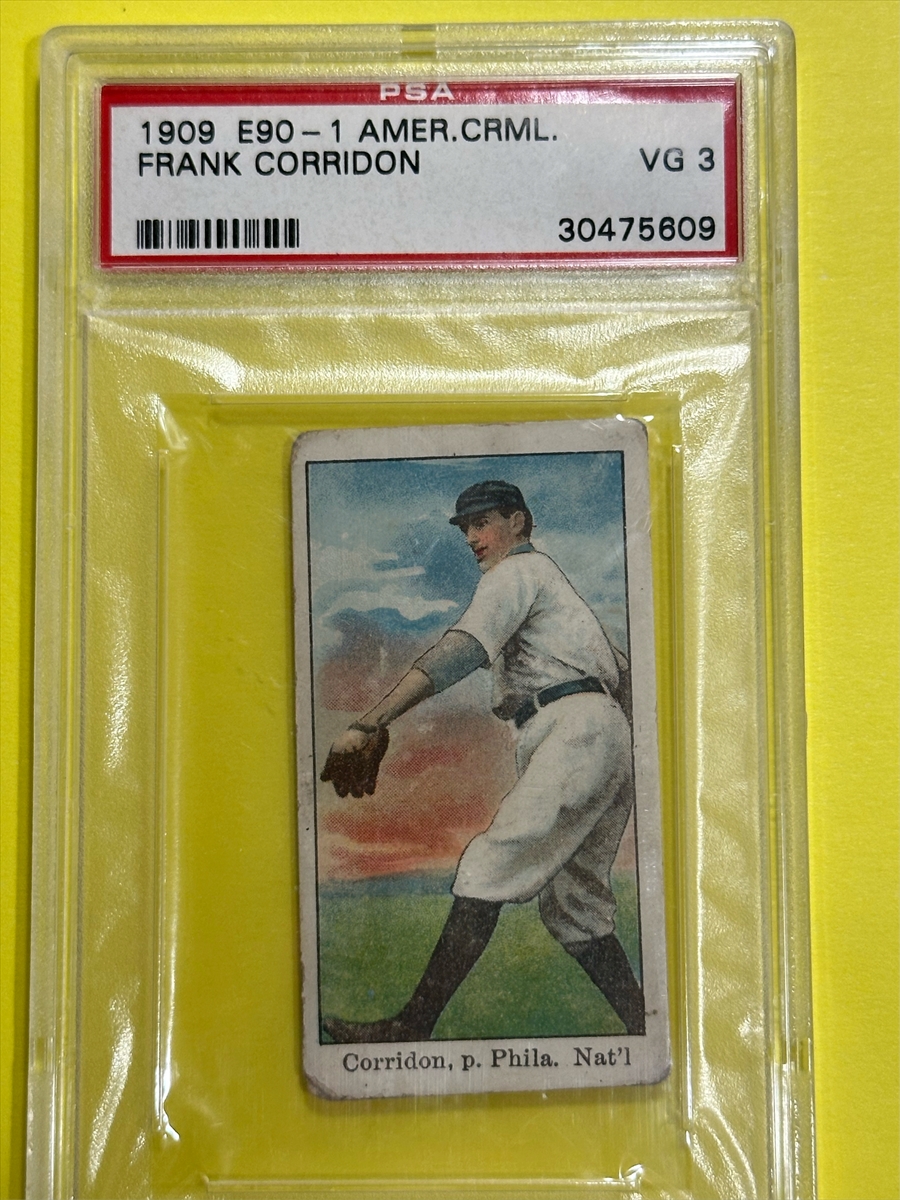 PSA
1909 E90-1 AMER.CRML.
FRANK CORRIDON
VG 3
30475609
Corridon, p. Phila. Nat'l